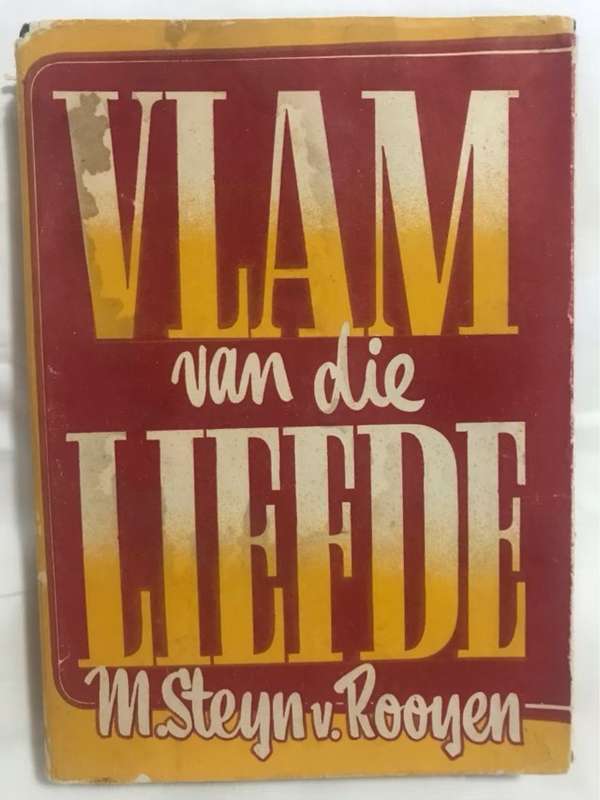 VLAM
van die
LIEFDE
M. Steyn v. Rooyen